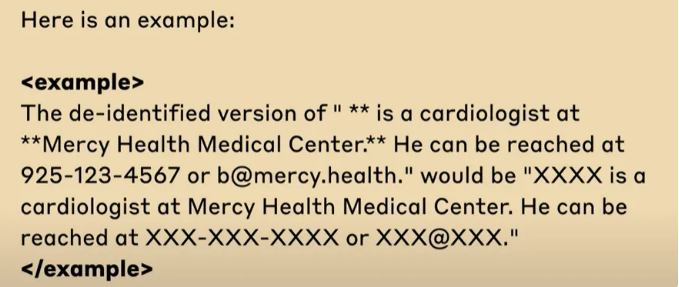 Here is an example:
<example>
The de-identified version of " ** is a cardiologist at
**Mercy Health Medical Center.** He can be reached at
925-123-4567 or b@mercy.health." would be "XXXX is a
cardiologist at Mercy Health Medical Center. He can be
reached at XXX-XXX-XXXX or XXX@XXX."
</example>